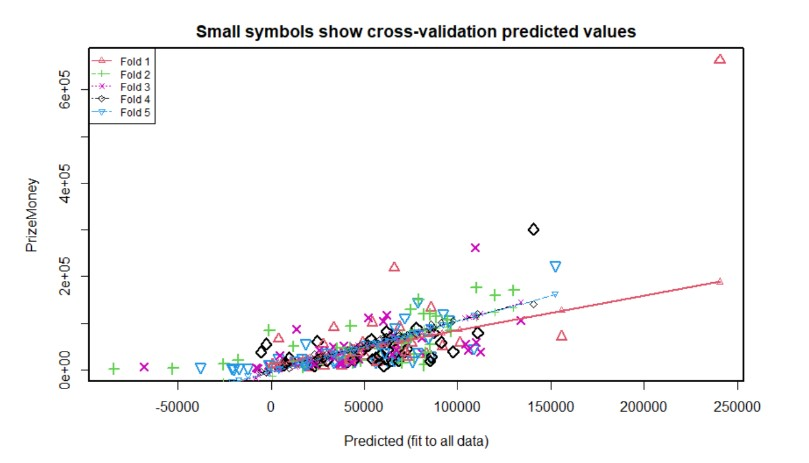 Small symbols show cross-validation predicted values
Fold 1
Fold 2
Fold 3
Fold 4
Fold 5
6e+05
4e+05
2e+05
0e+00
PrizeMoney
-50000 0 50000 100000 150000 200000 250000
Predicted (fit to all data)